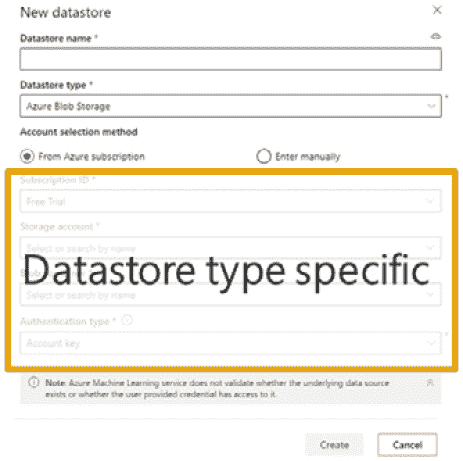 New datastore
Datastore name *
Datastore type *
Azure Blob Storage
Account selection method
From Azure subscription Enter manually
Subscription ID *
Free Trial
Storage account *
Select or search by name
Datastore type specific
Select or search by name
Authentication type *
Account key
Note: Azure Machine Learning service does not validate whether the underlying data source
exists or whether the user provided credential has access to it.
Create Cancel